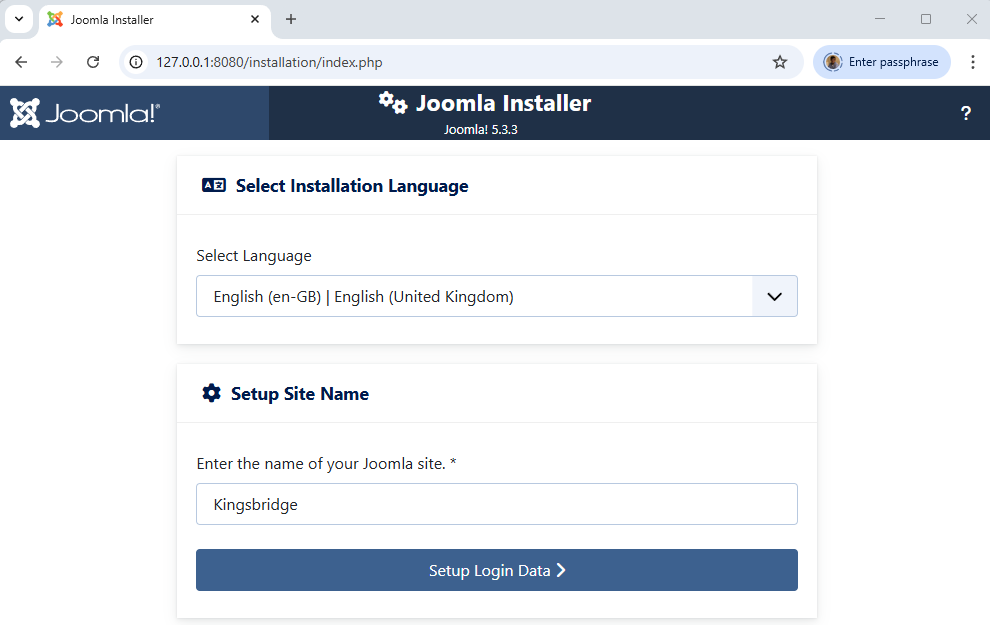 Joomla Installer
127.0.0.1:8080/installation/index.php
Enter passphrase
Joomla!®
Joomla Installer
Joomla! 5.3.3
?
Select Installation Language
Select Language
English (en-GB) | English (United Kingdom)
Setup Site Name
Enter the name of your Joomla site. *
Kingsbridge
Setup Login Data